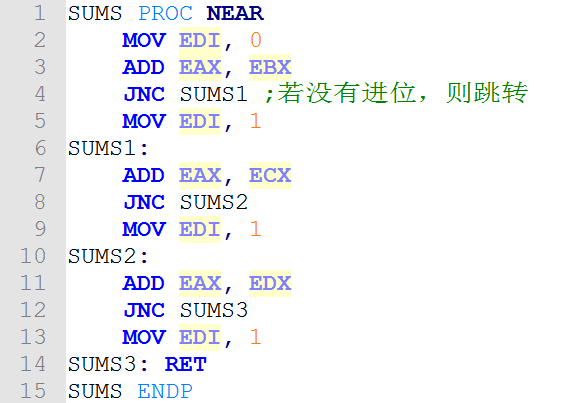 1 SUMS PROC NEAR
2 MOV EDI, 0
3 ADD EAX, EBX
4 JNC SUMS1 ;若没有进位，则跳转
5 MOV EDI, 1
6 SUMS1:
7 ADD EAX, ECX
8 JNC SUMS2
9 MOV EDI, 1
10 SUMS2:
11 ADD EAX, EDX
12 JNC SUMS3
13 MOV EDI, 1
14 SUMS3: RET
15 SUMS ENDP